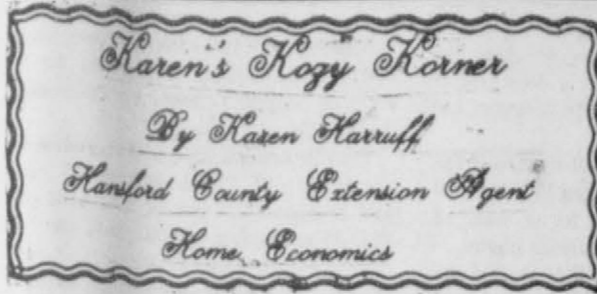 Karen's Kozy Korner
By Karen Harruff
Hansford County Extension Agent
Home Economics